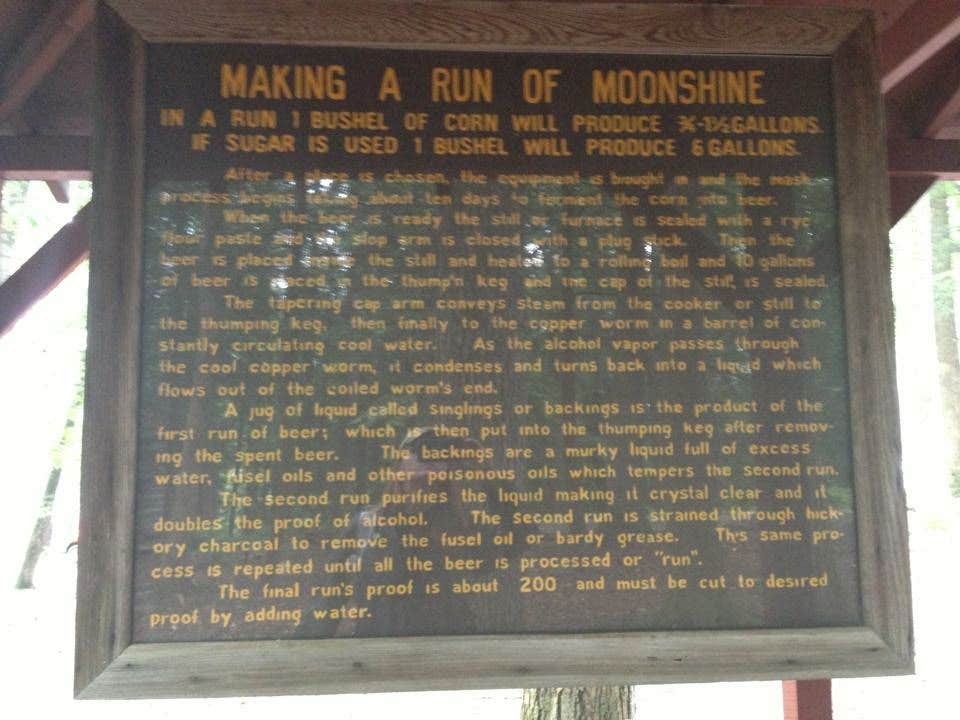 MAKING A RUN OF MOONSHINE
IN A RUN 1 BUSHEL OF CORN WILL PRODUCE ¾-1½ GALLONS.
IF SUGAR IS USED 1 BUSHEL WILL PRODUCE 6 GALLONS.
After a place is chosen, the equipment is bought in and the mash
process begins taking about ten days to ferment the corn into beer.
When the beer is ready the still or furnace is sealed with a rye
flour paste and the slop arm is closed with a plug stick. Then the
beer is placed inside the still and heated to a rolling boil and 10 gallons
of beer is placed in the thump'n keg and the cap of the still, is sealed.
The tapering cap arm conveys steam from the cooker or still to
the thumping keg, then finally to the copper worm in a barrel of con-
stantly circulating cool water. As the alcohol vapor passes through
the cool copper worm, it condenses and turns back into a liquid which
flows out of the coiled worm's end.
A jug of liquid called singlings or backings is the product of the
first run of beer; which is then put into the thumping keg after remov-
ing the spent beer. The backings are a murky liquid full of excess
water, fusel oils and other poisonous oils which tempers the second run.
The second run purifies the liquid making it crystal clear and it
doubles the proof of alcohol. The second run is strained through hick-
ory charcoal to remove the fusel oil or bardy grease. This same pro-
cess is repeated until all the beer is processed or "run".
The final run's proof is about 200 and must be cut to desired
proof by adding water.